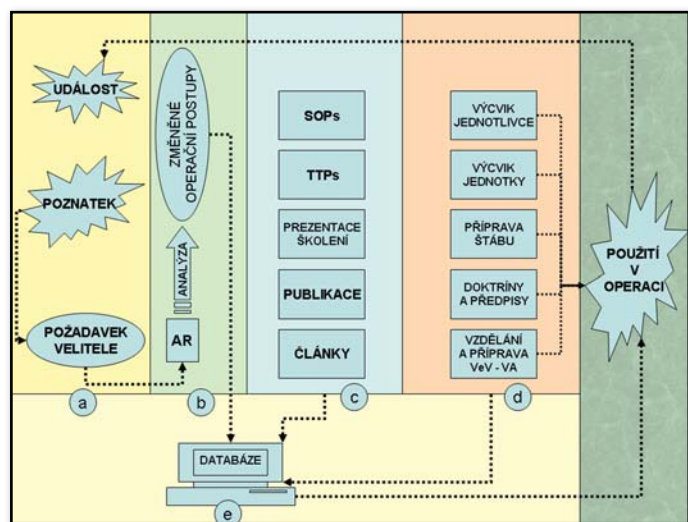 UDÁLOST
POZNATEK
POŽADAVEK
VELITELE
a
ZMĚNĚNÉ
OPERAČNÍ POSTUPY
ANALÝZA
AR
b
SOPs
TTPs
PREZENTACE
ŠKOLENÍ
PUBLIKACE
ČLÁNKY
c
VÝCVIK
JEDNOTLIVCE
VÝCVIK
JEDNOTKY
PŘÍPRAVA
ŠTÁBU
DOKTRÍNY
A PŘEDPISY
VZDĚLÁNÍ
A PŘÍPRAVA
VeV - VA
d
POUŽITÍ
V
OPERACI
DATABÁZE
e